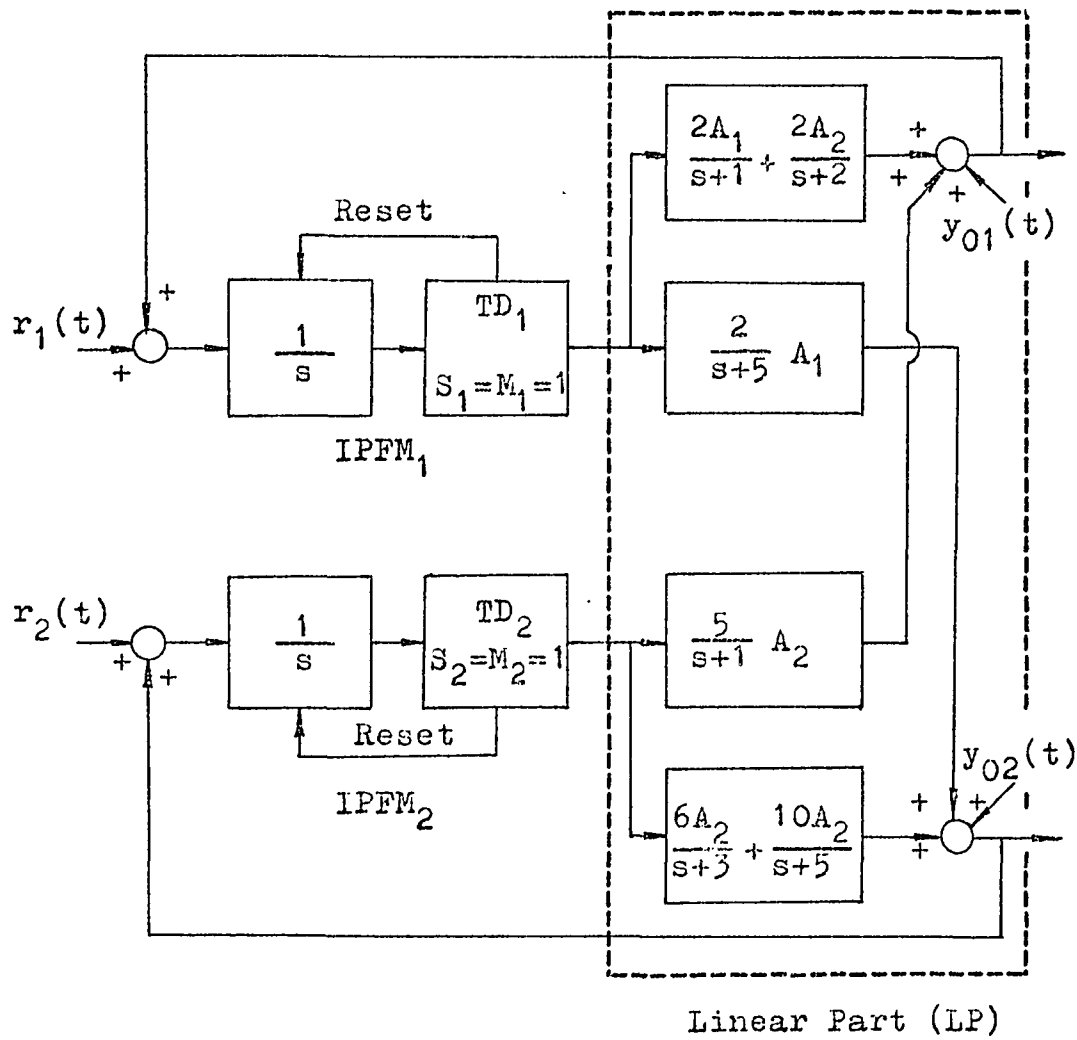 2A₁/s+1 + 2A₂/s+2
+
+
+
y₀₁(t)
Reset
+
r₁(t)
+
1/s
TD₁
S₁=M₁=1
2/s+5 A₁
IPFM₁
r₂(t)
+
+
1/s
TD₂
S₂=M₂=1
5/s+1 A₂
Reset
y₀₂(t)
IPFM₂
6A₂/s+3 + 10A₂/s+5
+
+
+
Linear Part (LP)